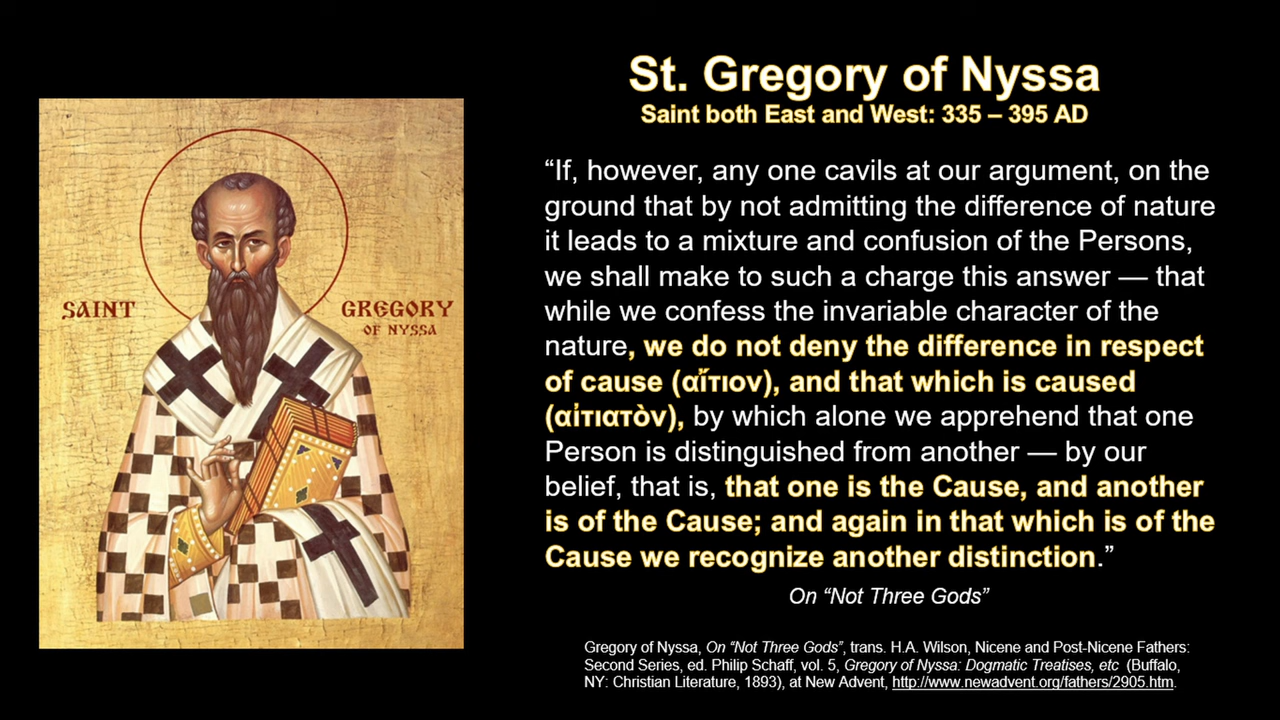 St. Gregory of Nyssa
Saint both East and West: 335 – 395 AD
SAINT
GREGORY
OF NYSSA
“If, however, any one cavils at our argument, on the
ground that by not admitting the difference of nature
it leads to a mixture and confusion of the Persons,
we shall make to such a charge this answer — that
while we confess the invariable character of the
nature, we do not deny the difference in respect
of cause (αἴτιον), and that which is caused
(αἰτιατὸν), by which alone we apprehend that one
Person is distinguished from another — by our
belief, that is, that one is the Cause, and another
is of the Cause; and again in that which is of the
Cause we recognize another distinction.”
On “Not Three Gods”
Gregory of Nyssa, On “Not Three Gods”, trans. H.A. Wilson, Nicene and Post-Nicene Fathers:
Second Series, ed. Philip Schaff, vol. 5, Gregory of Nyssa: Dogmatic Treatises, etc (Buffalo,
NY: Christian Literature, 1893), at New Advent, http://www.newadvent.org/fathers/2905.htm.